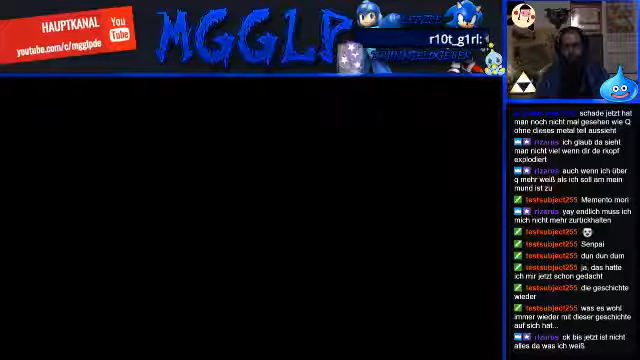 HAUPTKANAL
You
Tube
youtube.com/c/mgglpde
MGGLP
r10t_g1rl:
schade jetzt hat
man noch nicht mal gesehen wie Q
ohne dieses metal teil aussieht
rizarus ich glaub da sieht
man nicht viel wenn dir de rkopf
explodiert
rizarus auch wenn ich über
q mehr weiß als ich soll am mein
mund ist zu
testsubject255 Memento mori
rizarus yay endlich muss ich
mich nicht mehr zurückhalten
testsubject255
testsubject255 Senpai
testsubject255 dun dun dum
testsubject255 ja, das hatte
ich mir jetzt schon gedacht
testsubject255 die geschichte
wieder
testsubject255 was es wohl
immer wieder mit dieser geschichte
auf sich hat...
rizarus ok bis jetzt ist nicht
alles da was ich weiß